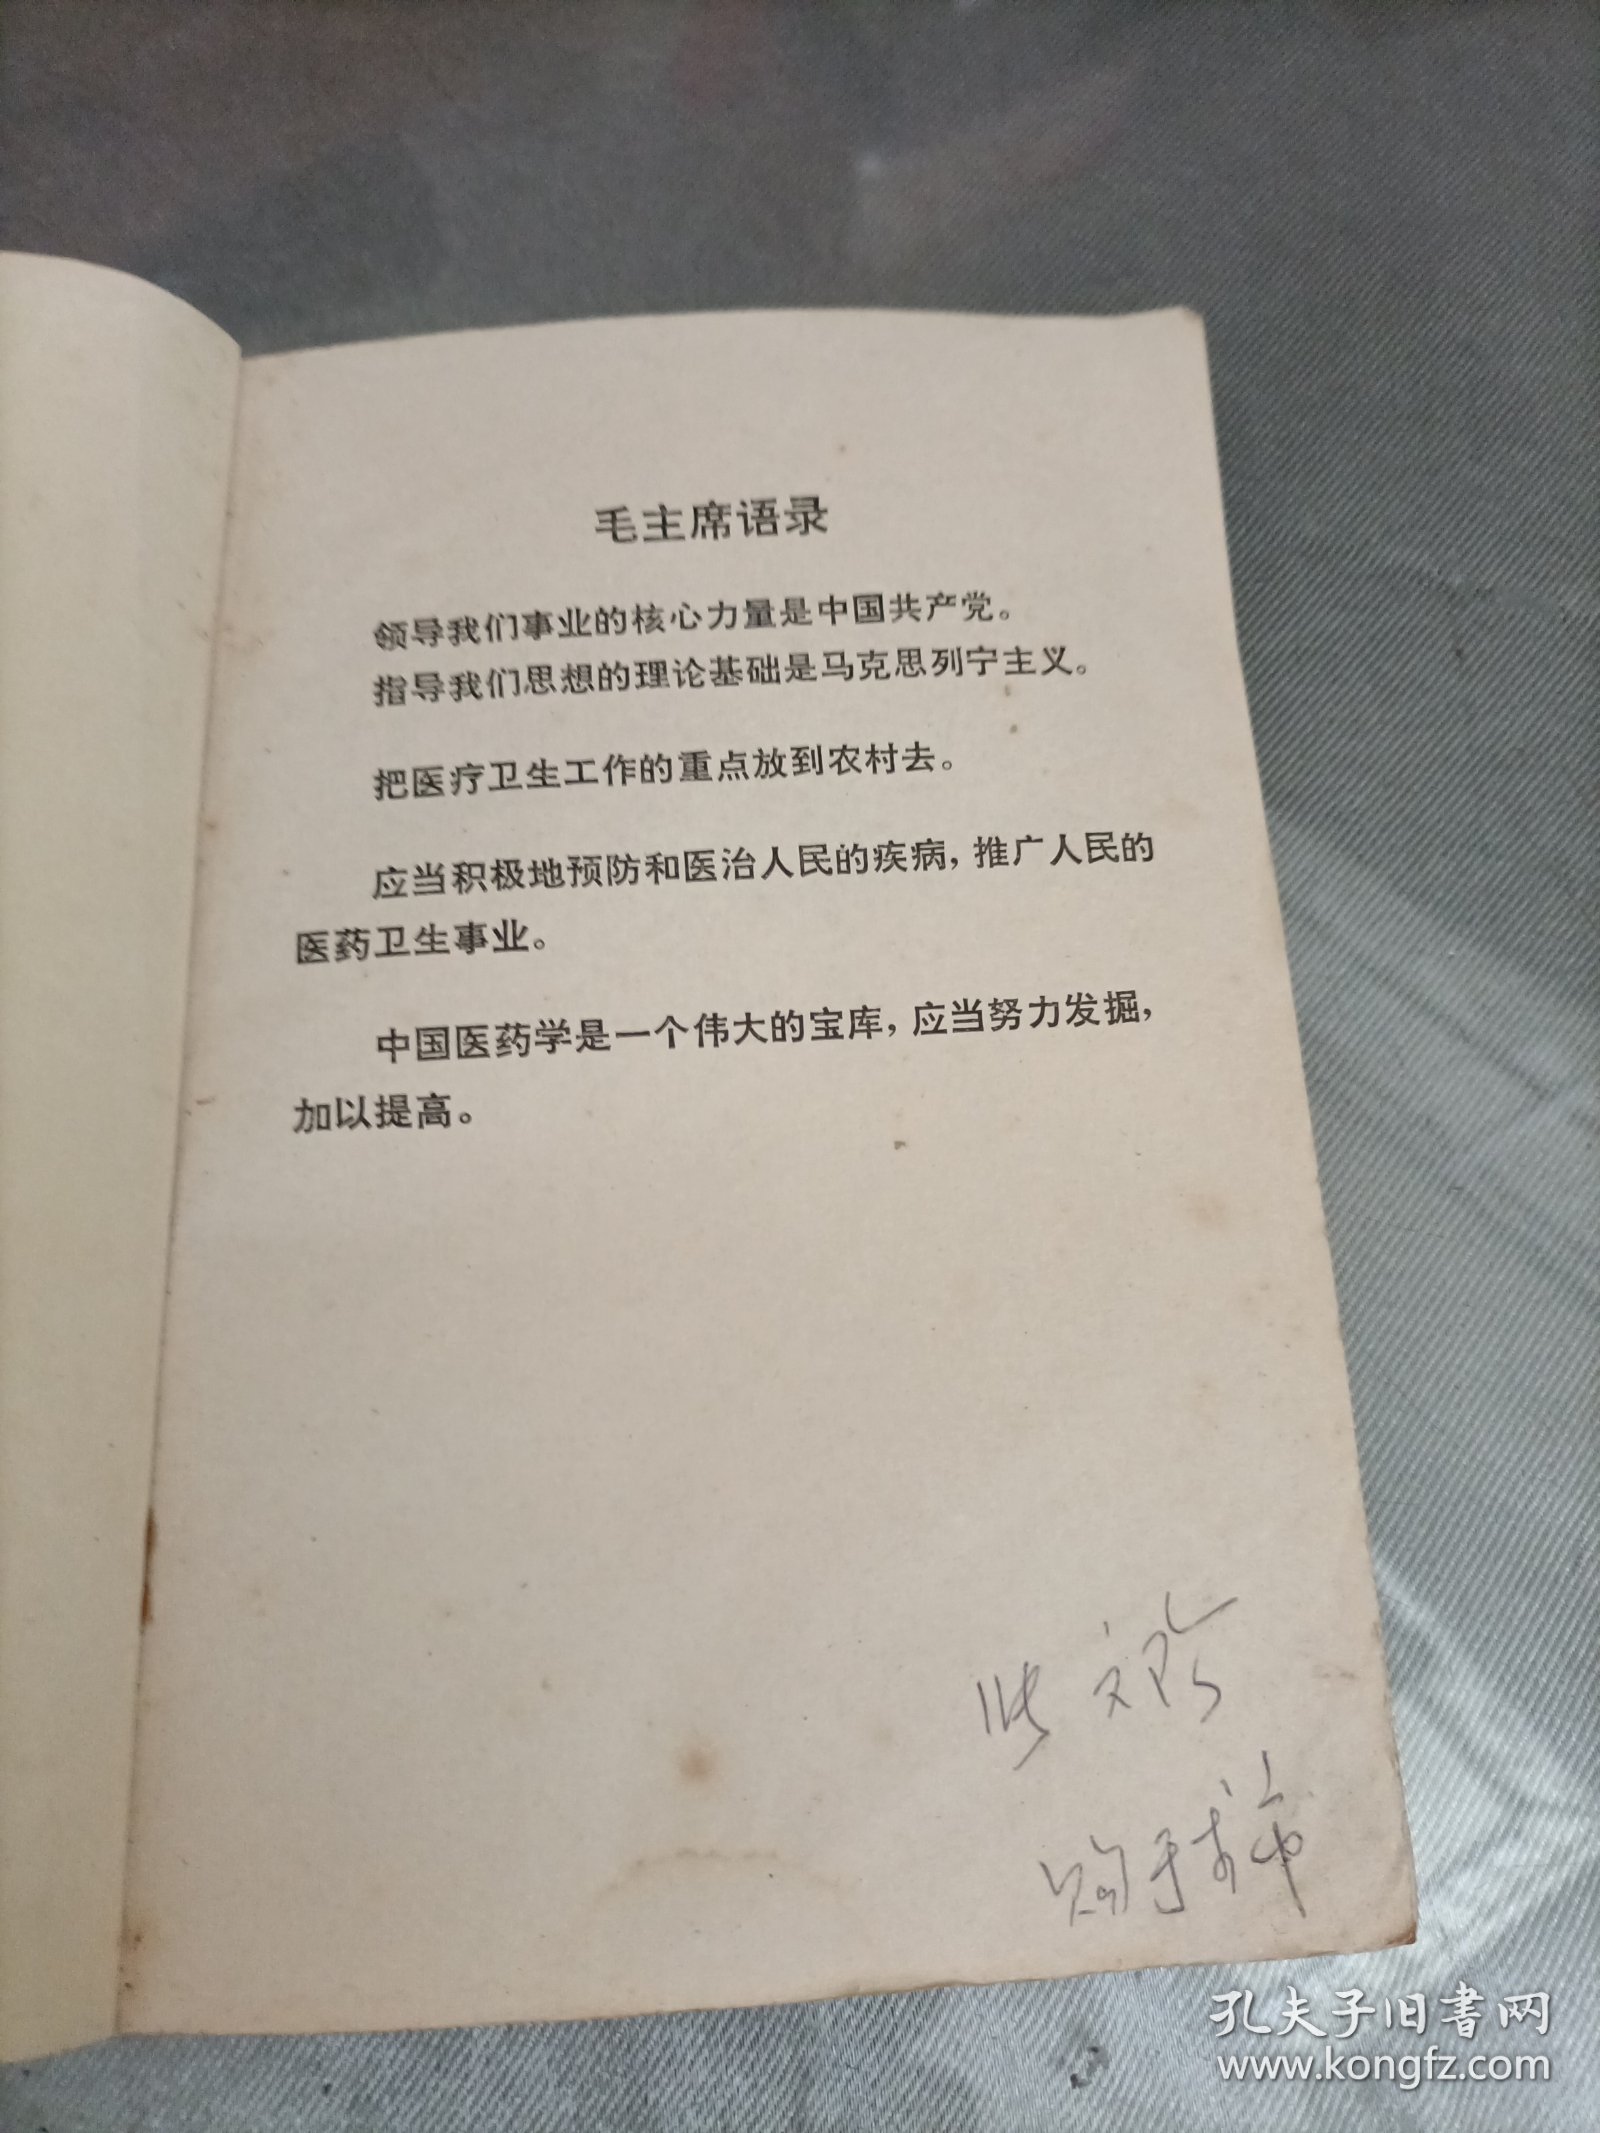 毛主席语录
领导我们事业的核心力量是中国共产党。
指导我们思想的理论基础是马克思列宁主义。
把医疗卫生工作的重点放到农村去。
应当积极地预防和医治人民的疾病，推广人民的
医药卫生事业。
中国医药学是一个伟大的宝库，应当努力发掘，
加以提高。
孔夫子旧书网
www.kongfz.com